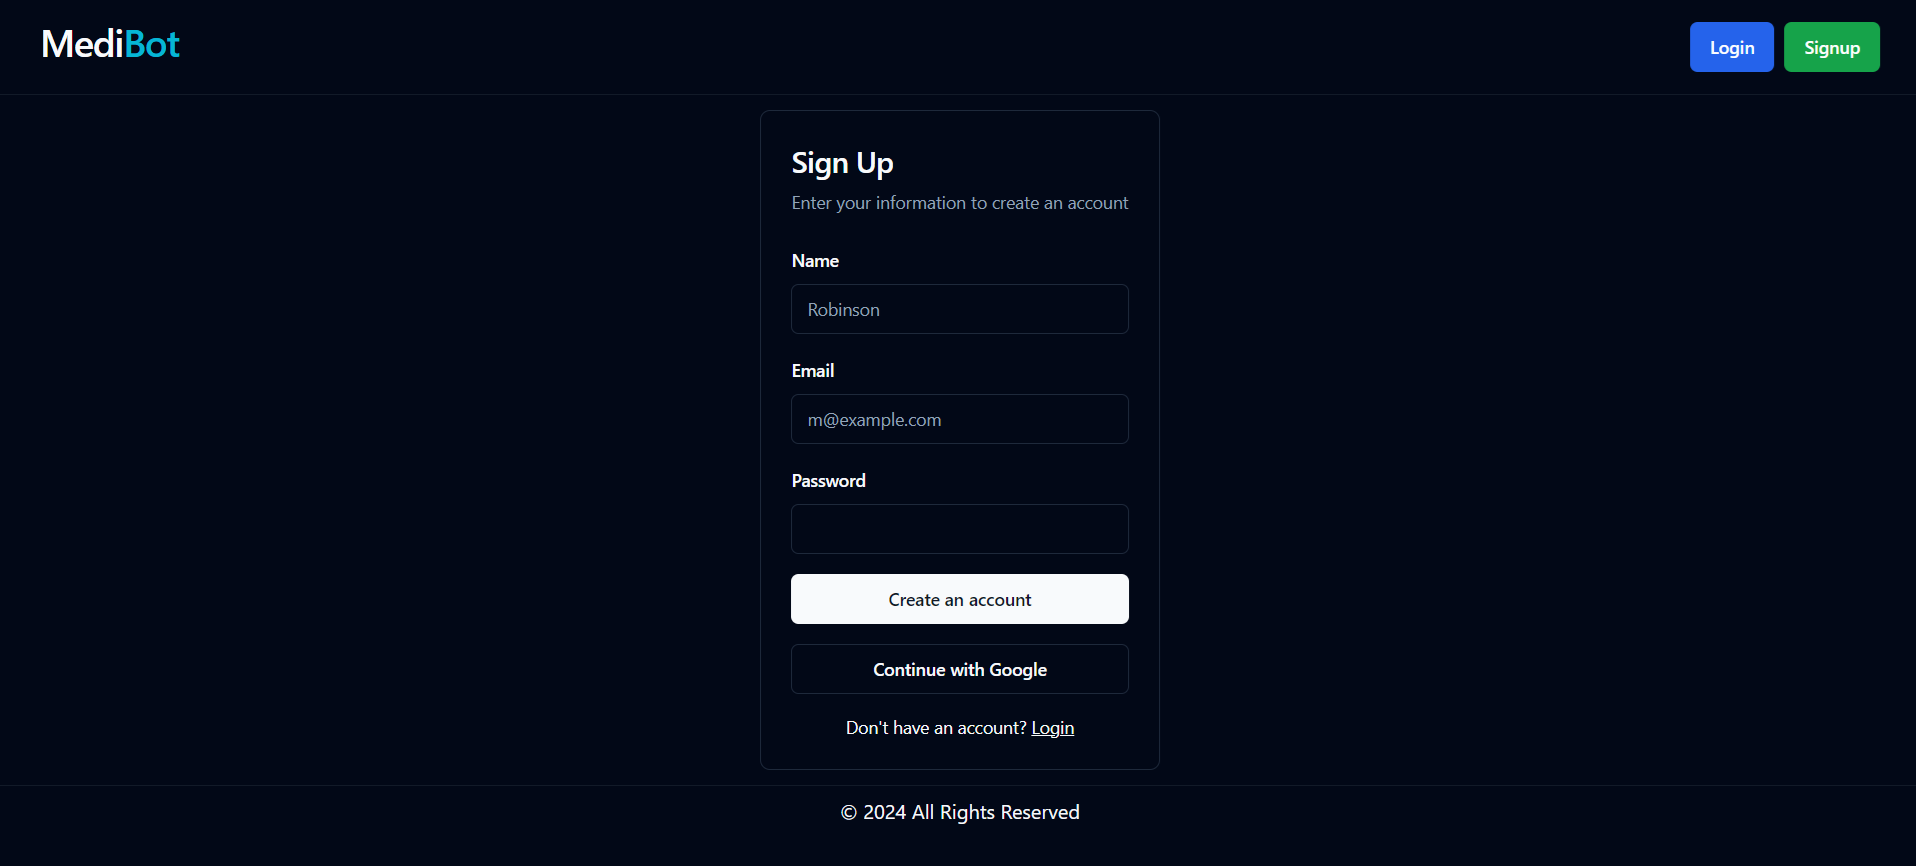 MediBot
Login
Signup
Sign Up
Enter your information to create an account
Name
Robinson
Email
m@example.com
Password
Create an account
Continue with Google
Don't have an account? Login
© 2024 All Rights Reserved